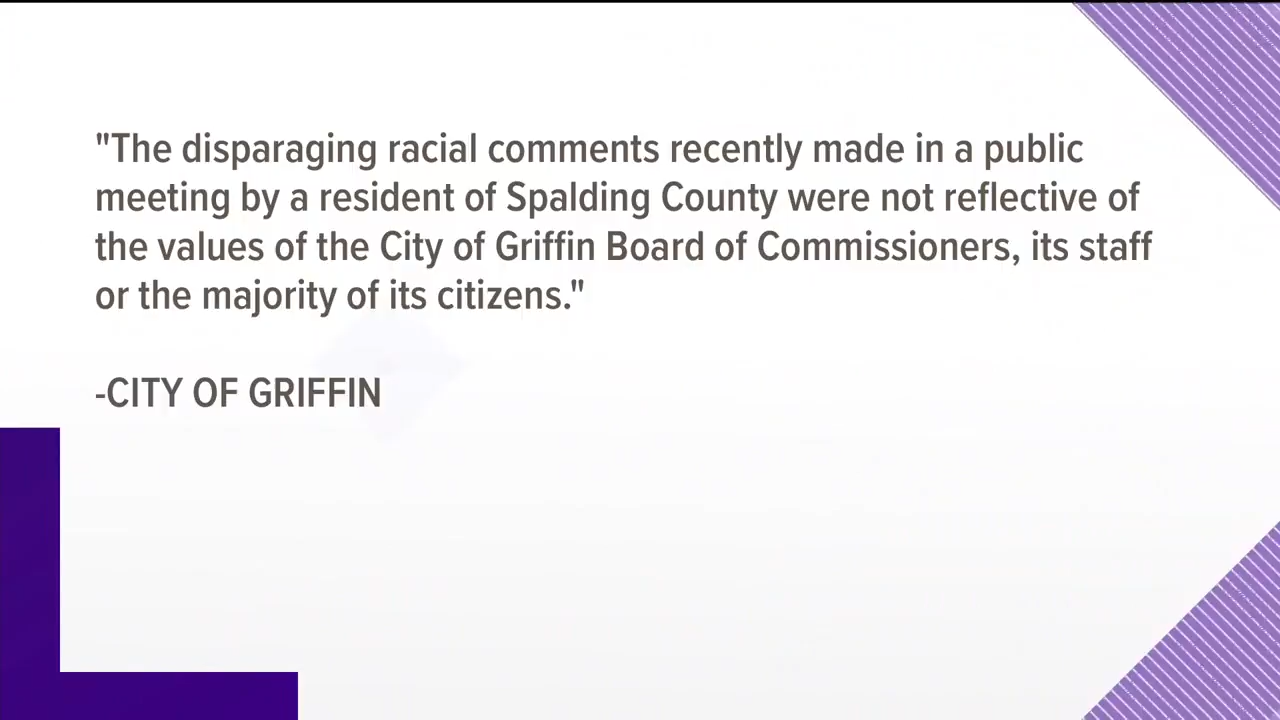 "The disparaging racial comments recently made in a public
meeting by a resident of Spalding County were not reflective of
the values of the City of Griffin Board of Commissioners, its staff
or the majority of its citizens."
-CITY OF GRIFFIN